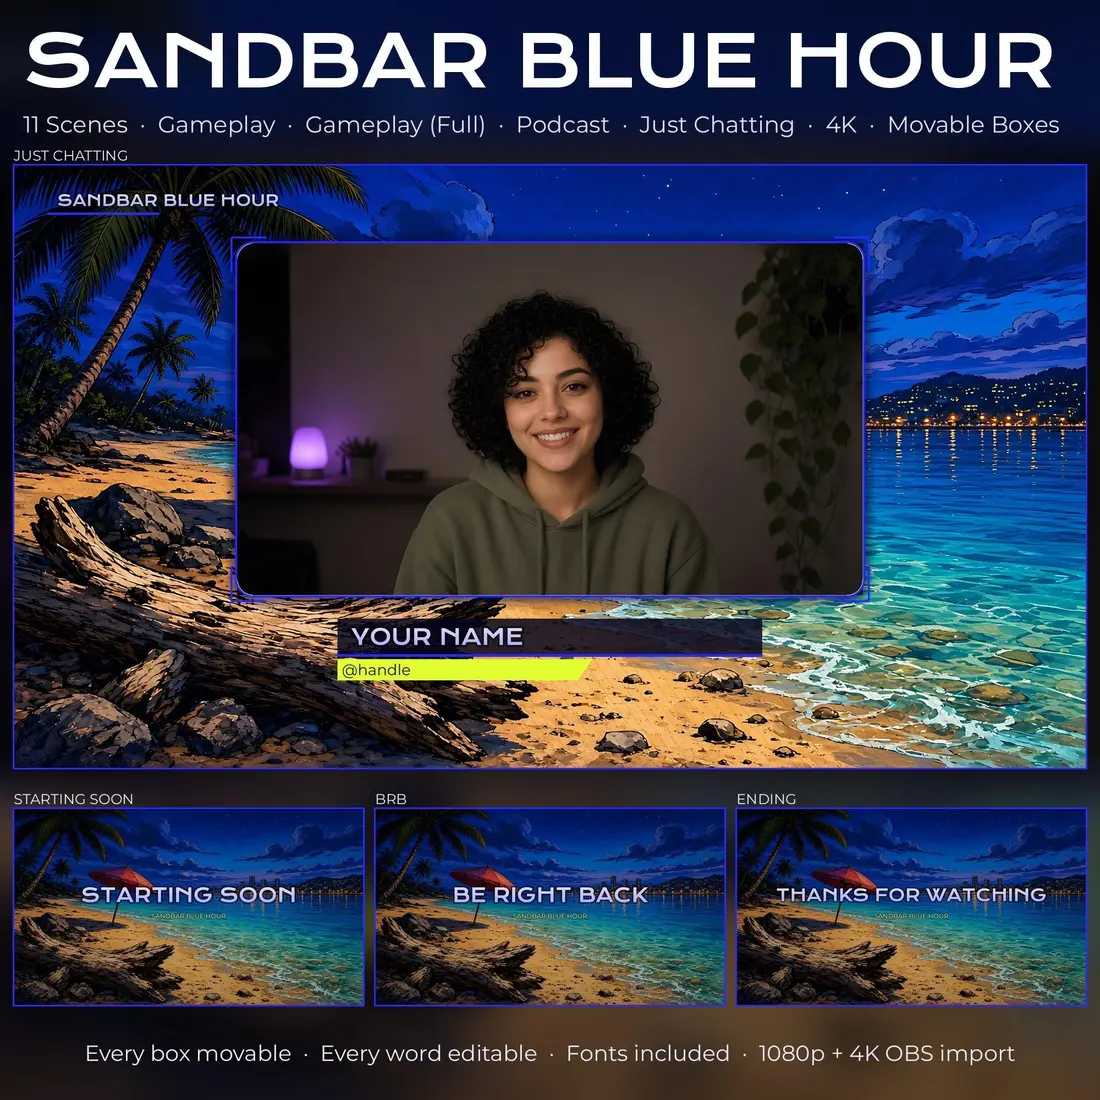 SANDBAR BLUE HOUR
11 Scenes · Gameplay · Gameplay (Full) · Podcast · Just Chatting · 4K · Movable Boxes
JUST CHATTING
SANDBAR BLUE HOUR
YOUR NAME
@handle
STARTING SOON
BRB
ENDING
STARTING SOON
SANDBAR BLUE HOUR
BE RIGHT BACK
SANDBAR BLUE HOUR
THANKS FOR WATCHING
SANDBAR BLUE HOUR
Every box movable · Every word editable · Fonts included · 1080p + 4K OBS import